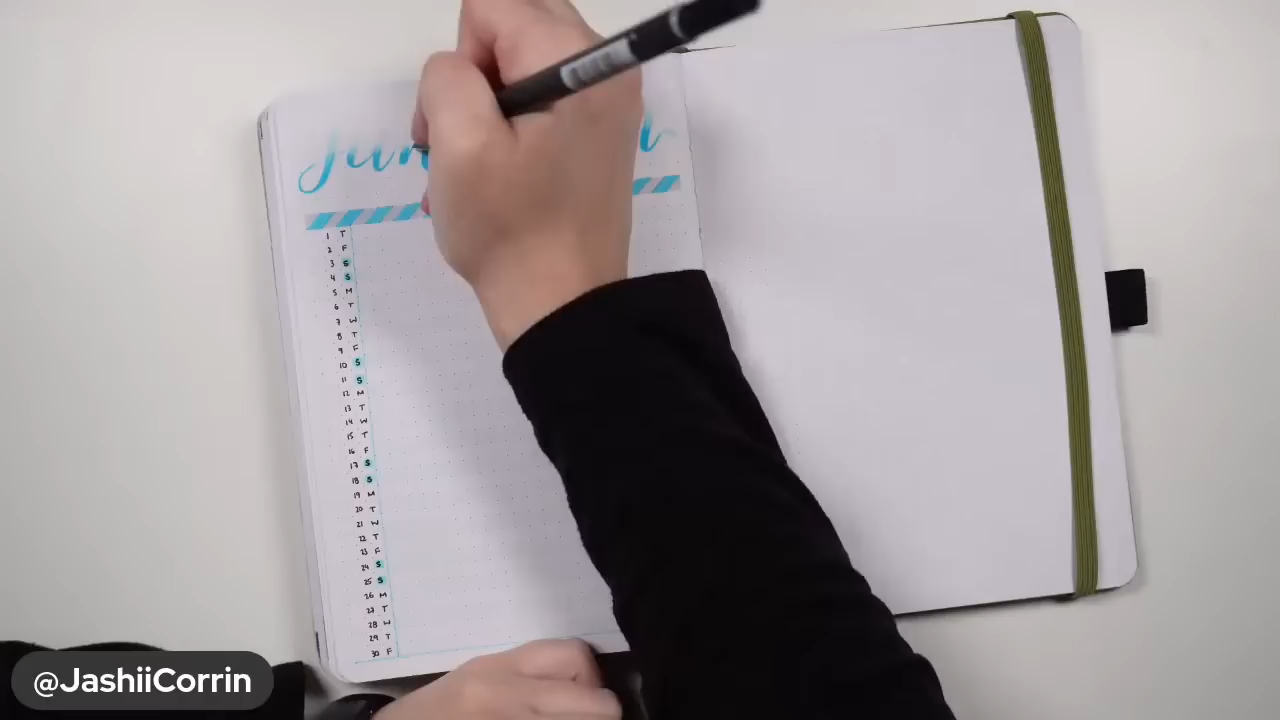 Jun
1 T
2 F
3 S
4 S
5 M
6 T
7 W
8 T
9 F
10 S
11 S
12 M
13 T
14 W
15 T
16 F
17 S
18 S
19 M
20 T
21 W
22 T
23 F
24 S
25 S
26 M
27 T
28 W
29 T
30 F
@JashiiCorrin